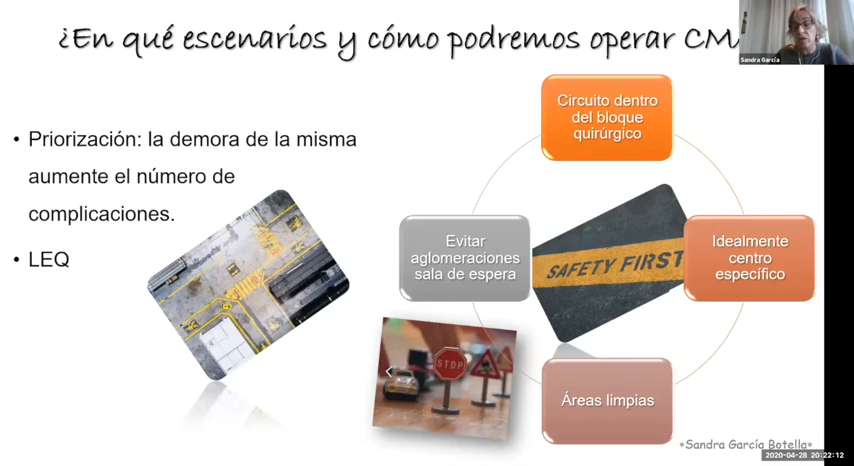 ¿En qué escenarios y cómo podremos operar CM
Sandra García
• Priorización: la demora de la misma
aumente el número de
complicaciones.
• LEQ
Circuito dentro
del bloque
quirúrgico
Evitar
aglomeraciones
sala de espera
SAFETY FIRST
Idealmente
centro
específico
STOP
Áreas limpias
*Sandra García Botella*
2020-04-28 20:22:12